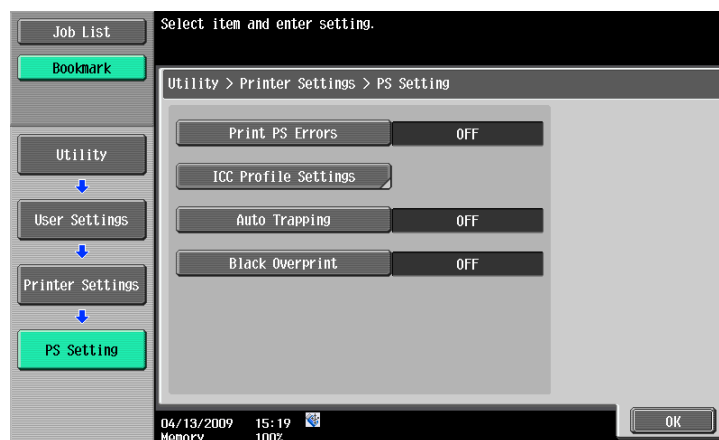 Job List
Bookmark
Select item and enter setting.
Utility > Printer Settings > PS Setting
Utility
User Settings
Printer Settings
PS Setting
Print PS Errors OFF
ICC Profile Settings
Auto Trapping OFF
Black Overprint OFF
04/13/2009 15:19
Memory 100%
OK